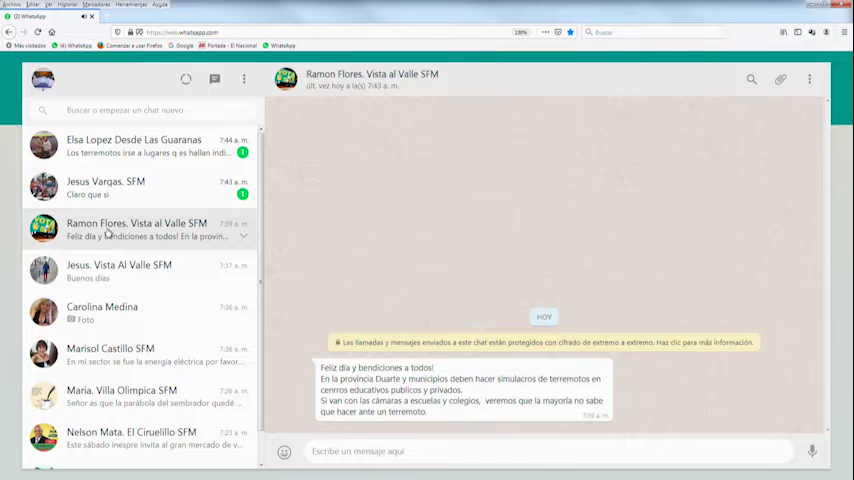 Archivo Editar Ver Historial Marcadores Herramientas Ayuda
(2) WhatsApp
https://web.whatsapp.com
130%
Buscar
Más visitados
(4) WhatsApp
Comenzar a usar Firefox
Google
Portada - El Nacional
WhatsApp
Buscar o empezar un chat nuevo
Elsa Lopez Desde Las Guaranas
7:44 a. m.
Los terremotos irse a lugares q es hallan indi...
1
Jesus Vargas. SFM
7:43 a. m.
Claro que si
1
Ramon Flores. Vista al Valle SFM
7:39 a. m.
Feliz día y bendiciones a todos! En la provin...
Jesus. Vista Al Valle SFM
7:37 a. m.
Buenos dias
Carolina Medina
7:36 a. m.
Foto
Marisol Castillo SFM
En mi sector se fue la energía eléctrica por favor...
Maria. Villa Olimpica SFM
7:26 a. m.
Señor as que la parábola del sembrador quedé ...
Nelson Mata. El Ciruelillo SFM
7:23 a. m.
Este sábado inespre invita al gran mercado de v...
Ramon Flores. Vista al Valle SFM
últ. vez hoy a la(s) 7:43 a. m.
HOY
Las llamadas y mensajes enviados a este chat están protegidos con cifrado de extremo a extremo. Haz clic para más información.
Feliz día y bendiciones a todos!
En la provincia Duarte y municipios deben hacer simulacros de terremotos en
cenrros educativos publicos y privados.
Si van con las cámaras a escuelas y colegios, veremos que la mayoría no sabe
que hacer ante un terremoto.
7:39 a. m.
Escribe un mensaje aquí